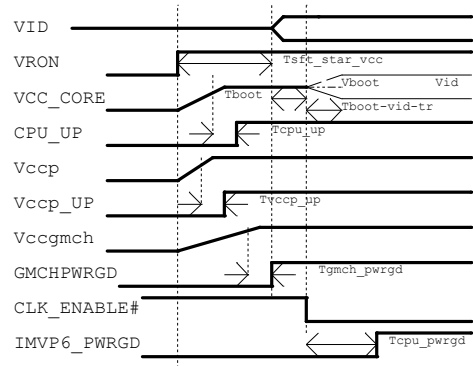 VID
VRON
Tsft_star_vcc
VCC_CORE
Tboot
Vboot
Vid
Tboot-vid-tr
CPU_UP
Tcpu_up
Vccp
Vccp_UP
Tvccp_up
Vccgmch
GMCHPWRGD
Tgmch_pwrgd
CLK_ENABLE#
IMVP6_PWRGD
Tcpu_pwrgd